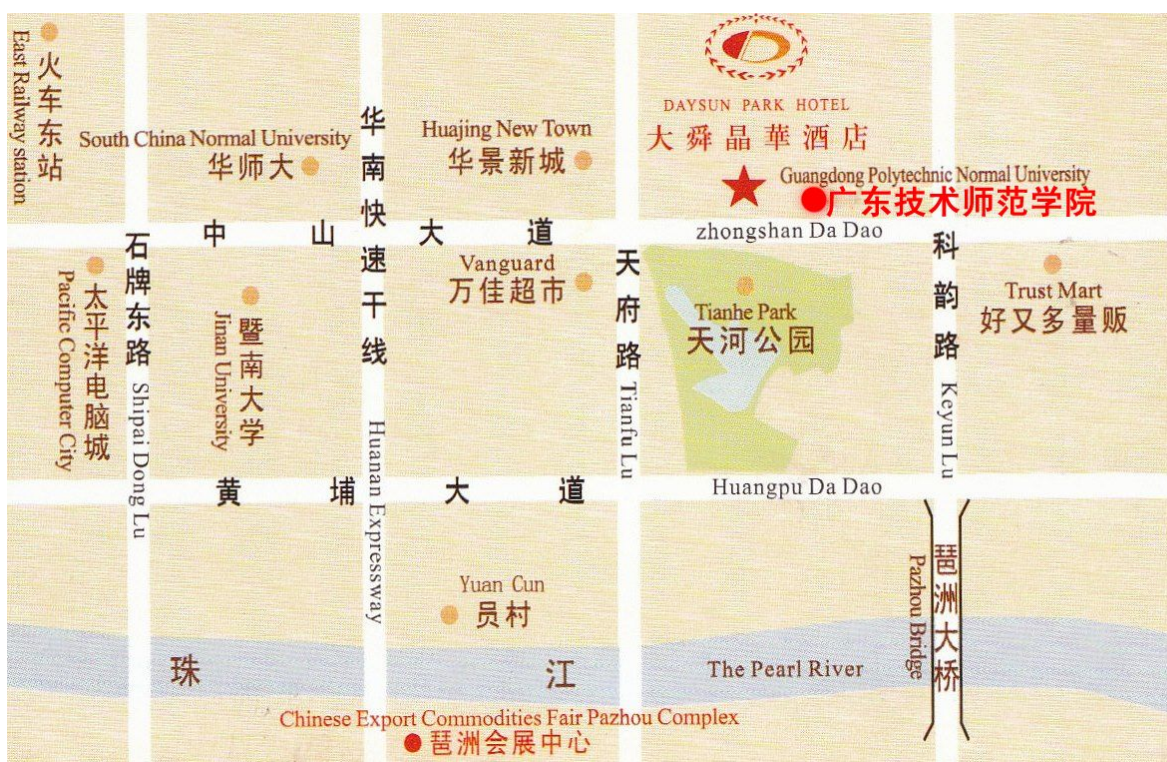 DAYSUN PARK HOTEL
大舜晶華酒店
East Railway station
火车东站
South China Normal University
华师大
华南快速干线
Huanan Expressway
Huajing New Town
华景新城
Guangdong Polytechnic Normal University
广东技术师范学院
中山大道
zhongshan Da Dao
石牌东路
Shipai Dong Lu
太平洋电脑城
Pacific Computer City
暨南大学
Jinan University
Vanguard
万佳超市
天府路
Tianfu Lu
Tianhe Park
天河公园
科韵路
Keyun Lu
Trust Mart
好又多量贩
黄埔大道
Huangpu Da Dao
Yuan Cun
员村
琶洲大桥
Pazhou Bridge
珠江
The Pearl River
Chinese Export Commodities Fair Pazhou Complex
琶洲会展中心